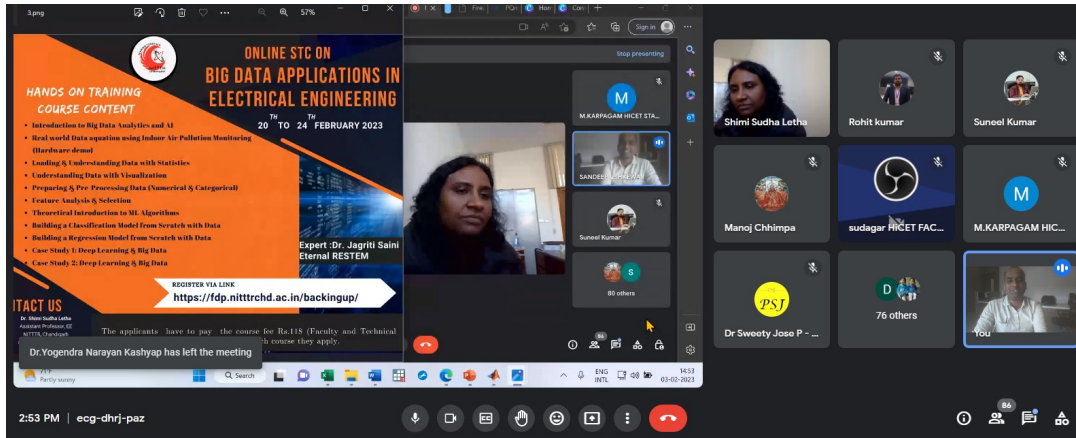 3.png
57%
ONLINE STC ON
BIG DATA APPLICATIONS IN
ELECTRICAL ENGINEERING
20TH TO 24TH FEBRUARY 2023
HANDS ON TRAINING
COURSE CONTENT
• Introduction to Big Data Analytics and AI
• Real world Data aquation using Indoor Air Pollution Monitoring
(Hardware demo)
• Loading & Understanding Data with Statistics
• Understanding Data with Visualization
• Preparing & Pre-Processing Data (Numerical & Categorical)
• Feature Analysis & Selection
• Theoretical Introduction to ML Algorithms
• Building a Classification Model from Scratch with Data
• Building a Regression Model from Scratch with Data
• Case Study 1: Deep Learning & Big Data
• Case Study 2: Deep Learning & Big Data
Expert :Dr. Jagriti Saini
Eternal RESTEM
REGISTER VIA LINK
https://fdp.nitttrchd.ac.in/backingup/
TACT US
Dr. Shimi Sudha Letha
Assistant Professor, EE
NITTTR, Chandigarh
The applicants have to pay the course fee Rs.118 (Faculty and Technical
ch course they apply.
Dr.Yogendra Narayan Kashyap has left the meeting
Sign in
Stop presenting
M
M.KARPAGAM HICET STA...
Suneel Kumar
S
80 others
86
Partly sunny
Search
ENG
INTL
14:53
03-02-2023
Shimi Sudha Letha
Rohit kumar
Suneel Kumar
Manoj Chhimpa
sudagar HICET FAC...
M
M.KARPAGAM HIC...
PSJ
Dr Sweety Jose P - ...
D
76 others
You
2:53 PM | ecg-dhrj-paz
86